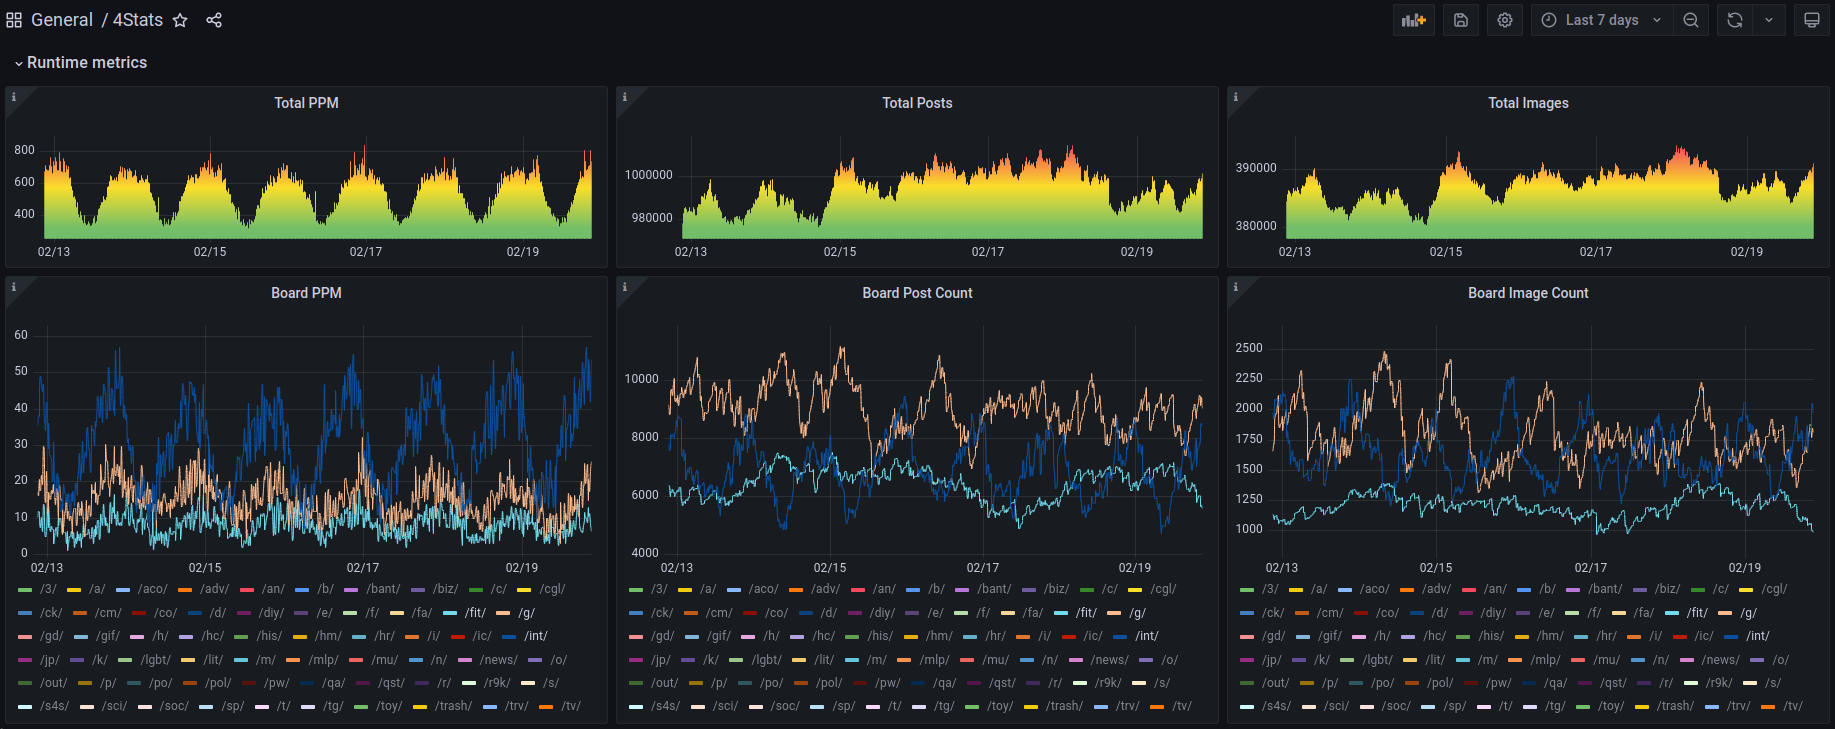 General / 4Stats
Last 7 days
Runtime metrics
Total PPM
800
600
400
02/13 02/15 02/17 02/19
Total Posts
1000000
980000
02/13 02/15 02/17 02/19
Total Images
390000
380000
02/13 02/15 02/17 02/19
Board PPM
60
50
40
30
20
10
0
02/13 02/15 02/17 02/19
/3/ /a/ /aco/ /adv/ /an/ /b/ /bant/ /biz/ /c/ /cgl/
/ck/ /cm/ /co/ /d/ /diy/ /e/ /f/ /fa/ /fit/ /g/
/gd/ /gif/ /h/ /hc/ /his/ /hm/ /hr/ /i/ /ic/ /int/
/jp/ /k/ /lgbt/ /lit/ /m/ /mlp/ /mu/ /n/ /news/ /o/
/out/ /p/ /po/ /pol/ /pw/ /qa/ /qst/ /r/ /r9k/ /s/
/s4s/ /sci/ /soc/ /sp/ /t/ /tg/ /toy/ /trash/ /trv/ /tv/
Board Post Count
10000
8000
6000
4000
02/13 02/15 02/17 02/19
/3/ /a/ /aco/ /adv/ /an/ /b/ /bant/ /biz/ /c/ /cgl/
/ck/ /cm/ /co/ /d/ /diy/ /e/ /f/ /fa/ /fit/ /g/
/gd/ /gif/ /h/ /hc/ /his/ /hm/ /hr/ /i/ /ic/ /int/
/jp/ /k/ /lgbt/ /lit/ /m/ /mlp/ /mu/ /n/ /news/ /o/
/out/ /p/ /po/ /pol/ /pw/ /qa/ /qst/ /r/ /r9k/ /s/
/s4s/ /sci/ /soc/ /sp/ /t/ /tg/ /toy/ /trash/ /trv/ /tv/
Board Image Count
2500
2250
2000
1750
1500
1250
1000
02/13 02/15 02/17 02/19
/3/ /a/ /aco/ /adv/ /an/ /b/ /bant/ /biz/ /c/ /cgl/
/ck/ /cm/ /co/ /d/ /diy/ /e/ /f/ /fa/ /fit/ /g/
/gd/ /gif/ /h/ /hc/ /his/ /hm/ /hr/ /i/ /ic/ /int/
/jp/ /k/ /lgbt/ /lit/ /m/ /mlp/ /mu/ /n/ /news/ /o/
/out/ /p/ /po/ /pol/ /pw/ /qa/ /qst/ /r/ /r9k/ /s/
/s4s/ /sci/ /soc/ /sp/ /t/ /tg/ /toy/ /trash/ /trv/ /tv/